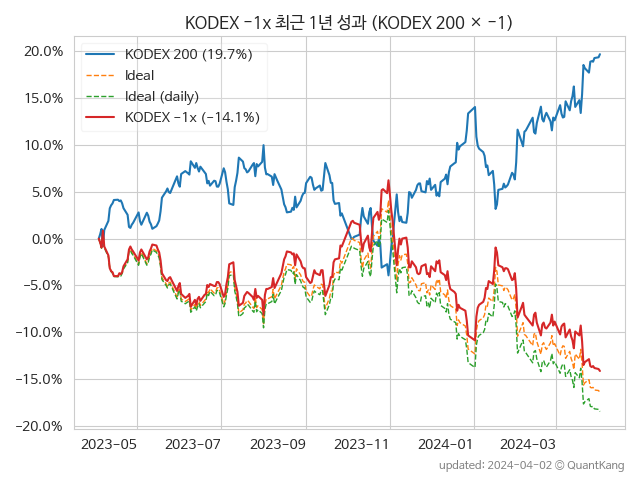 KODEX −1x 최근 1년 성과 (KODEX 200 × −1)
20.0%
15.0%
10.0%
5.0%
0.0%
−5.0%
−10.0%
−15.0%
−20.0%
KODEX 200 (19.7%)
Ideal
Ideal (daily)
KODEX −1x (−14.1%)
2023-05 2023-07 2023-09 2023-11 2024-01 2024-03
updated: 2024-04-02 © QuantKang